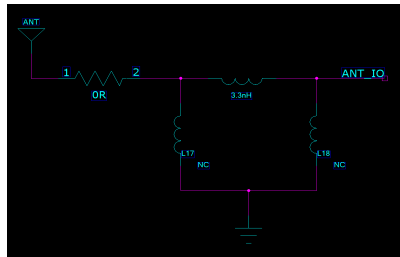 ANT
1
2
ANT_IO
0R
3.3nH
L17
L18
NC
NC